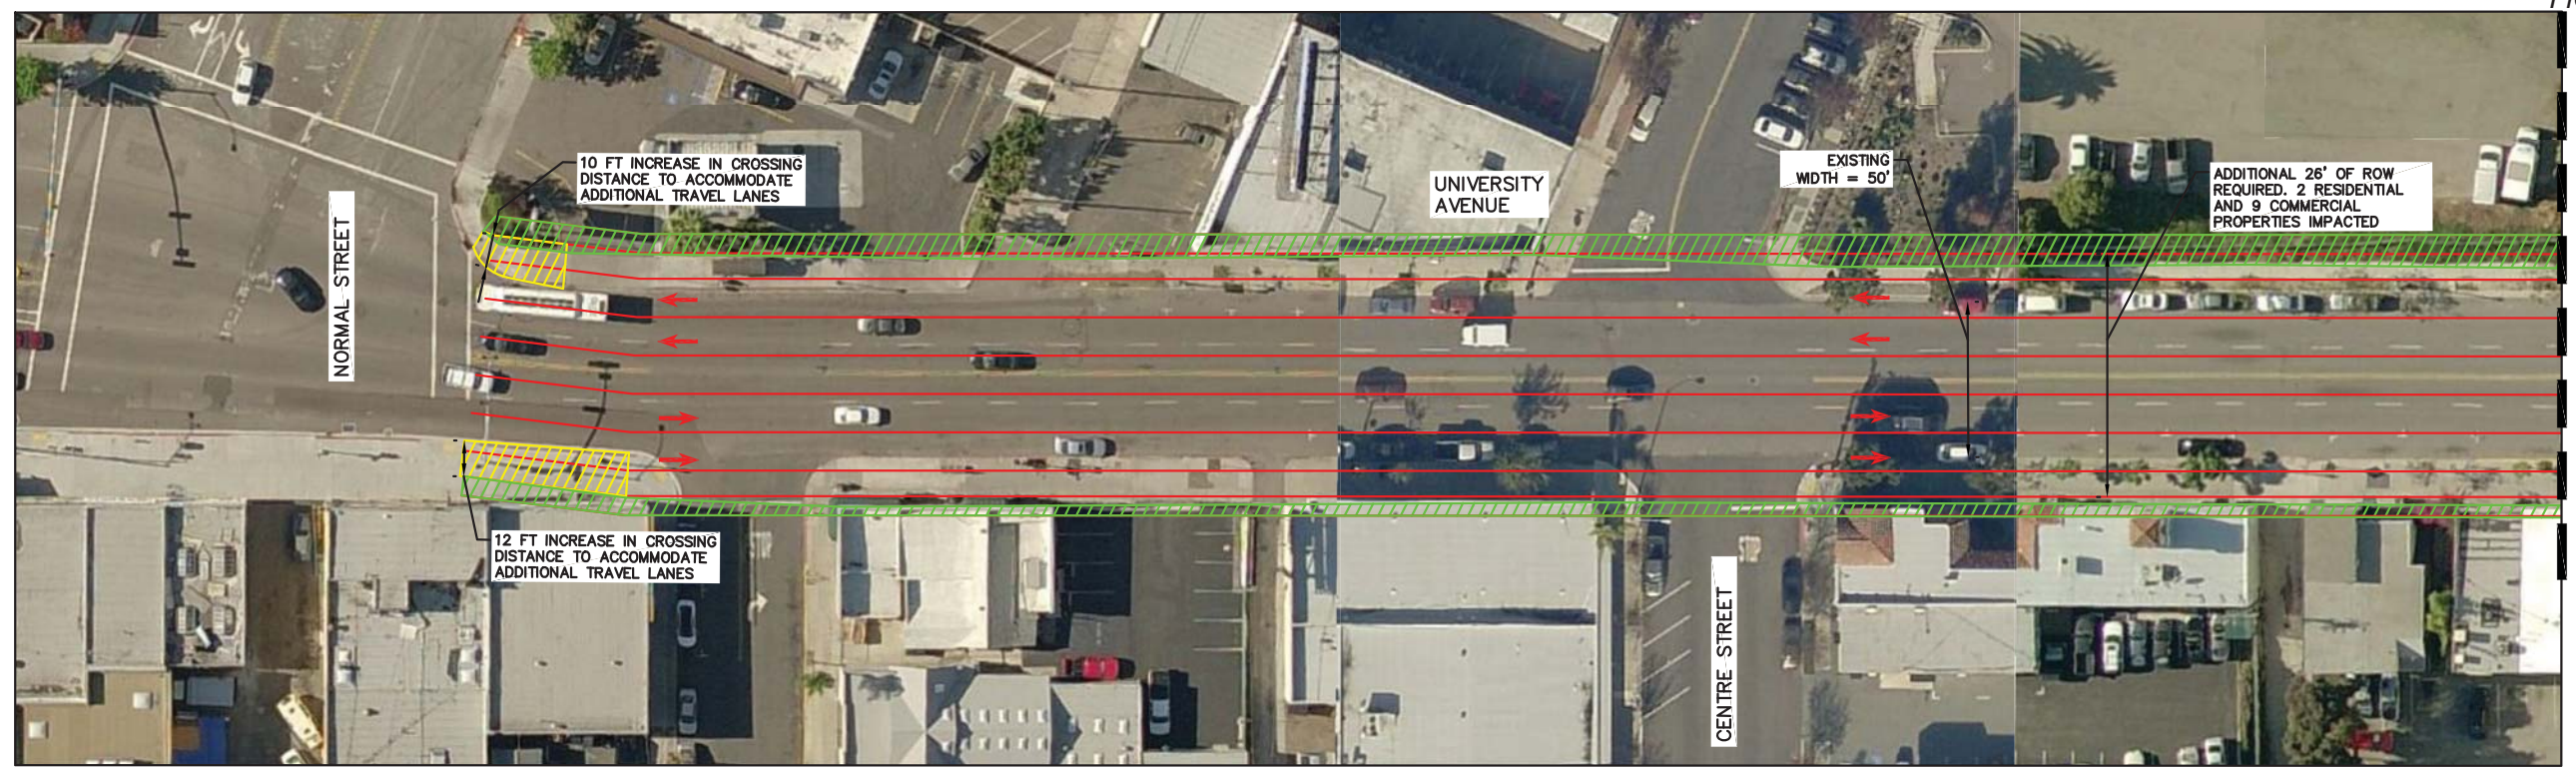 10 FT INCREASE IN CROSSING
DISTANCE TO ACCOMMODATE
ADDITIONAL TRAVEL LANES
NORMAL STREET
UNIVERSITY
AVENUE
EXISTING
WIDTH = 50'
ADDITIONAL 26' OF ROW
REQUIRED. 2 RESIDENTIAL
AND 9 COMMERCIAL
PROPERTIES IMPACTED
12 FT INCREASE IN CROSSING
DISTANCE TO ACCOMMODATE
ADDITIONAL TRAVEL LANES
CENTRE STREET